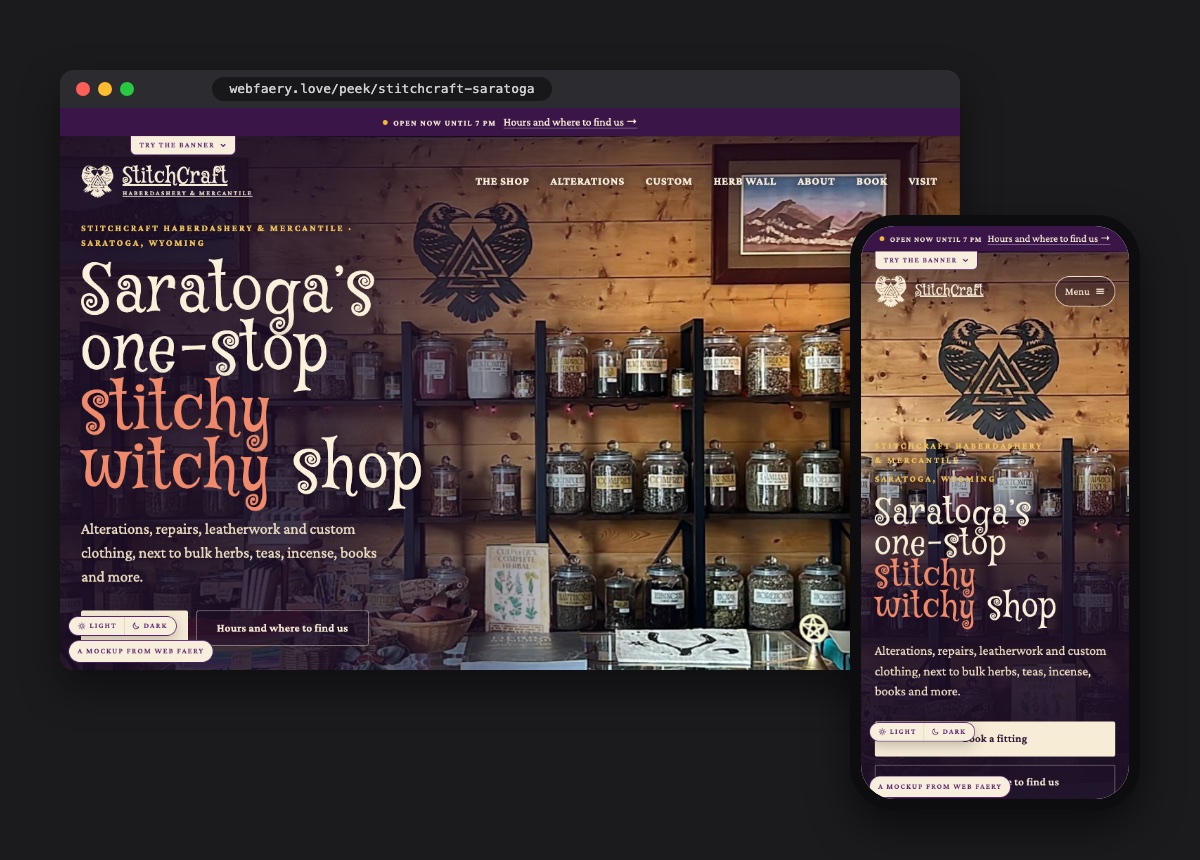 webfaery.love/peek/stitchcraft-saratoga
OPEN NOW UNTIL 7 PM Hours and where to find us →
TRY THE BANNER
StitchCraft
HABERDASHERY & MERCANTILE
THE SHOP ALTERATIONS CUSTOM HERB WALL ABOUT BOOK VISIT
STITCHCRAFT HABERDASHERY & MERCANTILE ·
SARATOGA, WYOMING
Saratoga's
one-stop
stitchy
witchy shop
Alterations, repairs, leatherwork and custom
clothing, next to bulk herbs, teas, incense, books
and more.
Hours and where to find us
LIGHT DARK
A MOCKUP FROM WEB FAERY
CULPEPER'S
COMPLETE
HERBAL
OPEN NOW UNTIL 7 PM Hours and where to find us →
TRY THE BANNER
StitchCraft
Menu
STITCHCRAFT HABERDASHERY
& MERCANTILE
SARATOGA, WYOMING
Saratoga's
one-stop
stitchy
witchy shop
Alterations, repairs, leatherwork and custom
clothing, next to bulk herbs, teas, incense,
books and more.
LIGHT DARK
ook a fitting
e to find us
A MOCKUP FROM WEB FAERY